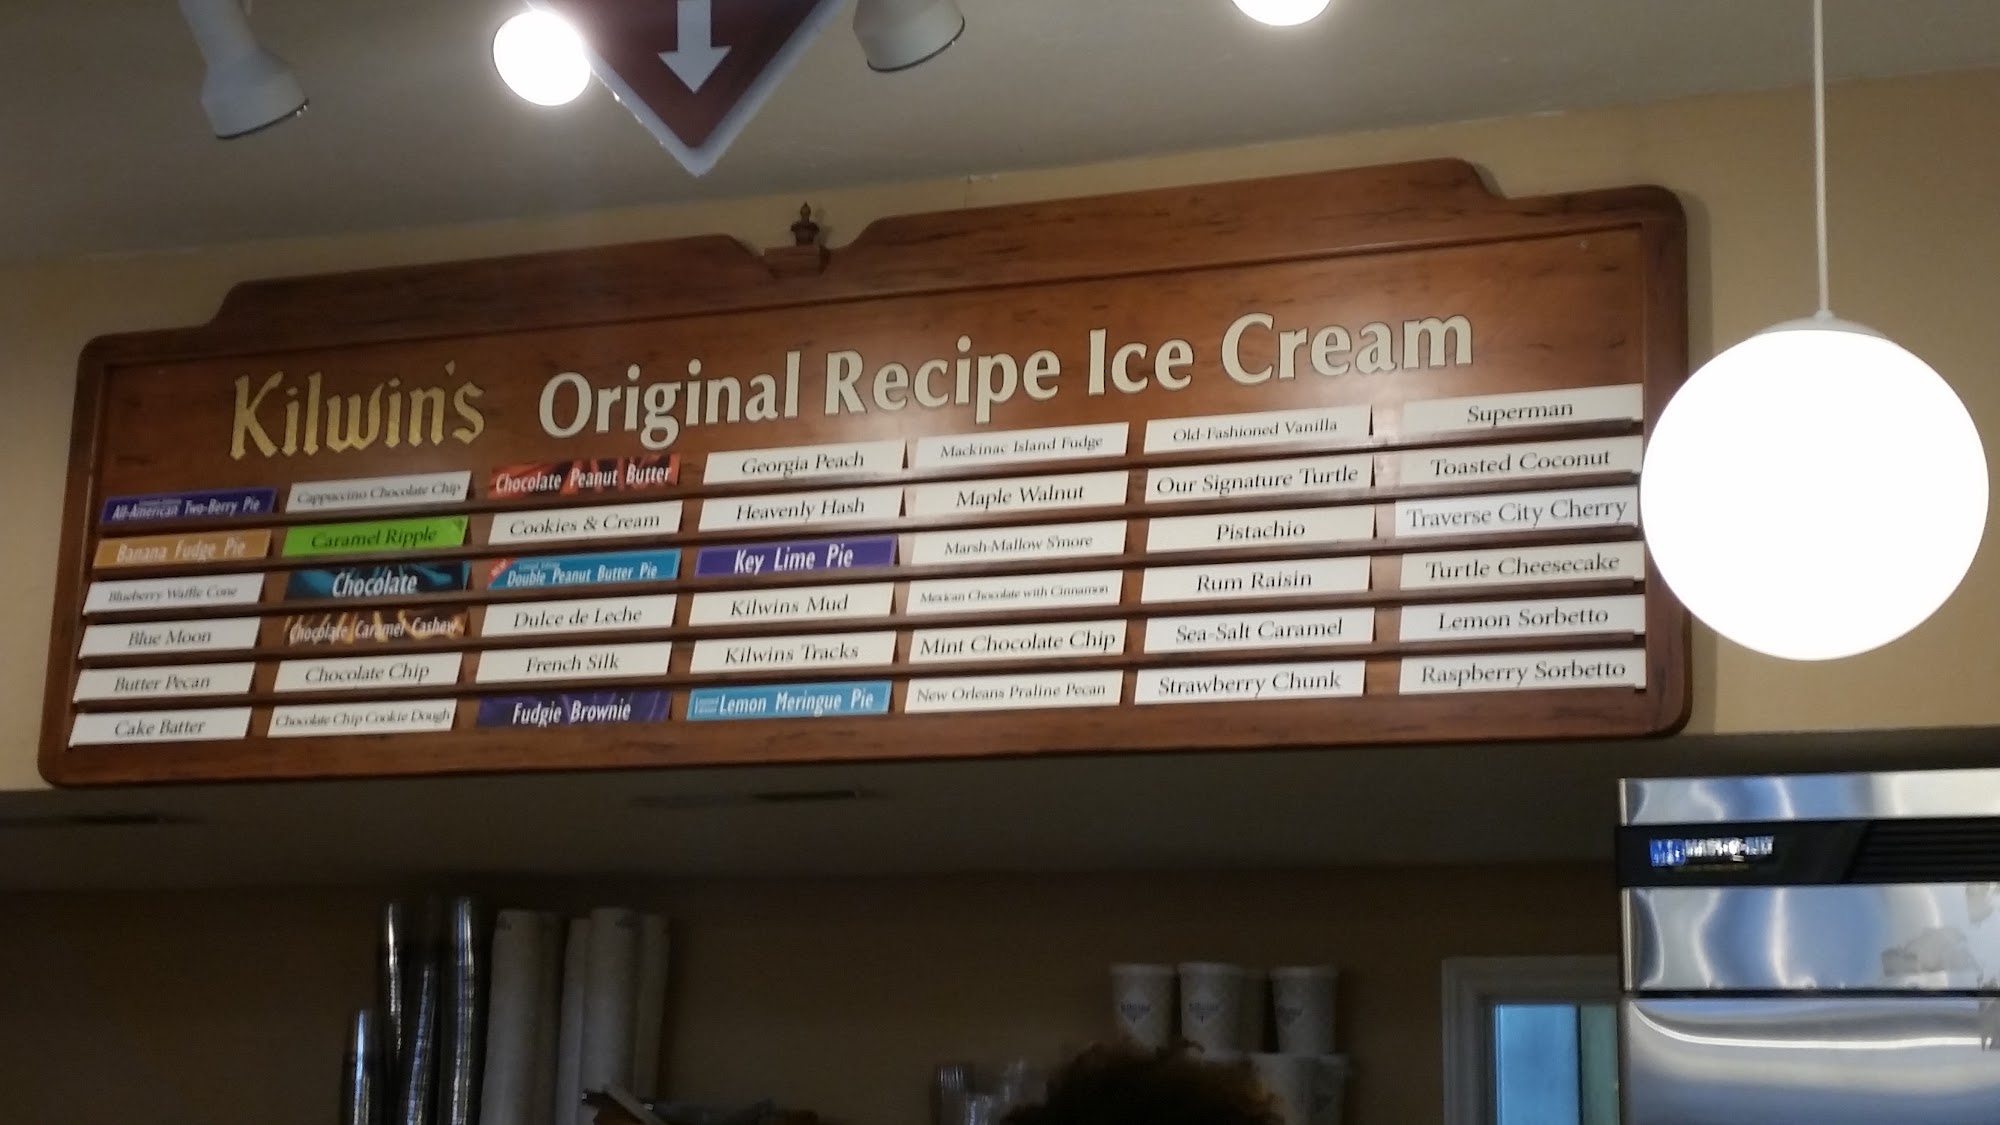 Kilwin's Original Recipe Ice Cream
All-American Two-Berry Pie
Banana Fudge Pie
Blueberry Waffle Cone
Blue Moon
Butter Pecan
Cake Batter
Cappuccino Chocolate Chip
Caramel Ripple
Chocolate
Chocolate Caramel Cashew
Chocolate Chip
Chocolate Chip Cookie Dough
Chocolate Peanut Butter
Cookies & Cream
Double Peanut Butter Pie
Dulce de Leche
French Silk
Fudgie Brownie
Georgia Peach
Heavenly Hash
Key Lime Pie
Kilwins Mud
Kilwins Tracks
Lemon Meringue Pie
Mackinac Island Fudge
Maple Walnut
Marsh-Mallow S'more
Mexican Chocolate with Cinnamon
Mint Chocolate Chip
New Orleans Praline Pecan
Old-Fashioned Vanilla
Our Signature Turtle
Pistachio
Rum Raisin
Sea-Salt Caramel
Strawberry Chunk
Superman
Toasted Coconut
Traverse City Cherry
Turtle Cheesecake
Lemon Sorbetto
Raspberry Sorbetto